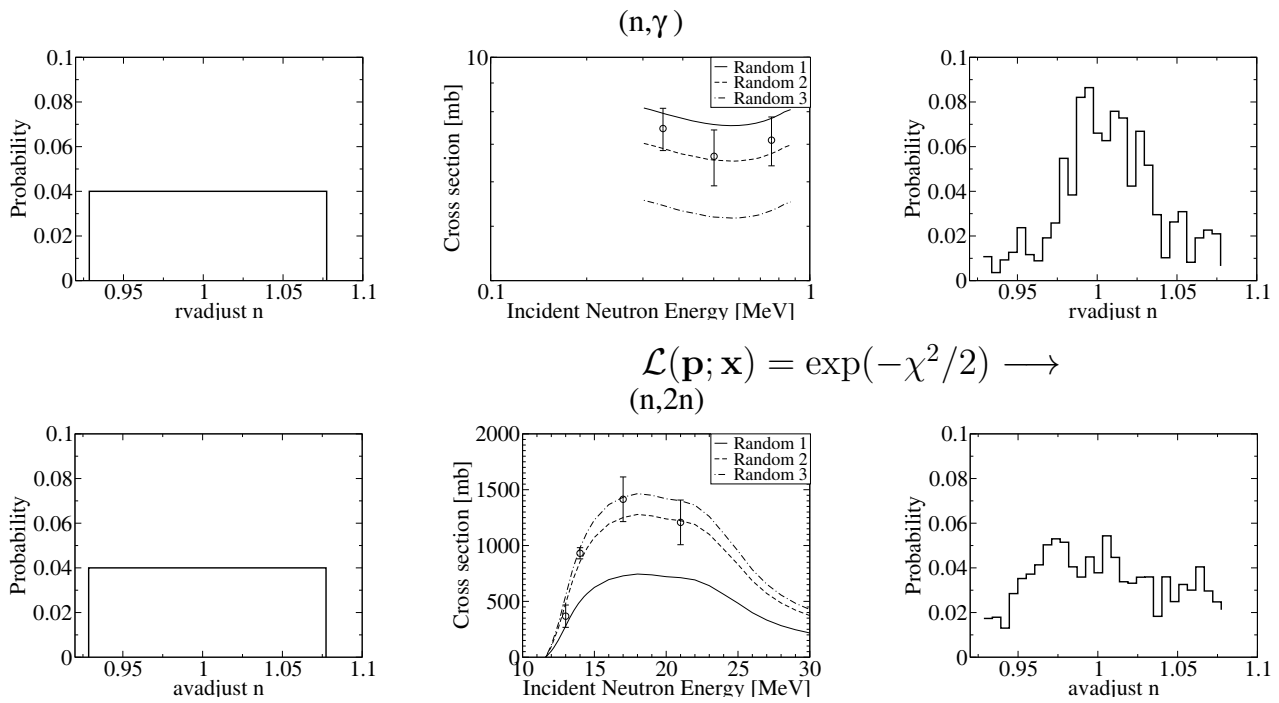 (n,γ)
0.1
0.08
0.06
0.04
0.02
0
Probability
0.95 1 1.05 1.1
rvadjust n
10
Cross section [mb]
Random 1
Random 2
Random 3
0.1 1
Incident Neutron Energy [MeV]
0.1
0.08
0.06
0.04
0.02
0
Probability
0.95 1 1.05 1.1
rvadjust n
𝓛(p; x) = exp(−χ²/2) ⟶
(n,2n)
0.1
0.08
0.06
0.04
0.02
0
Probability
0.95 1 1.05 1.1
avadjust n
2000
1500
1000
500
0
Cross section [mb]
Random 1
Random 2
Random 3
10 15 20 25 30
Incident Neutron Energy [MeV]
0.1
0.08
0.06
0.04
0.02
0
Probability
0.95 1 1.05 1.1
avadjust n